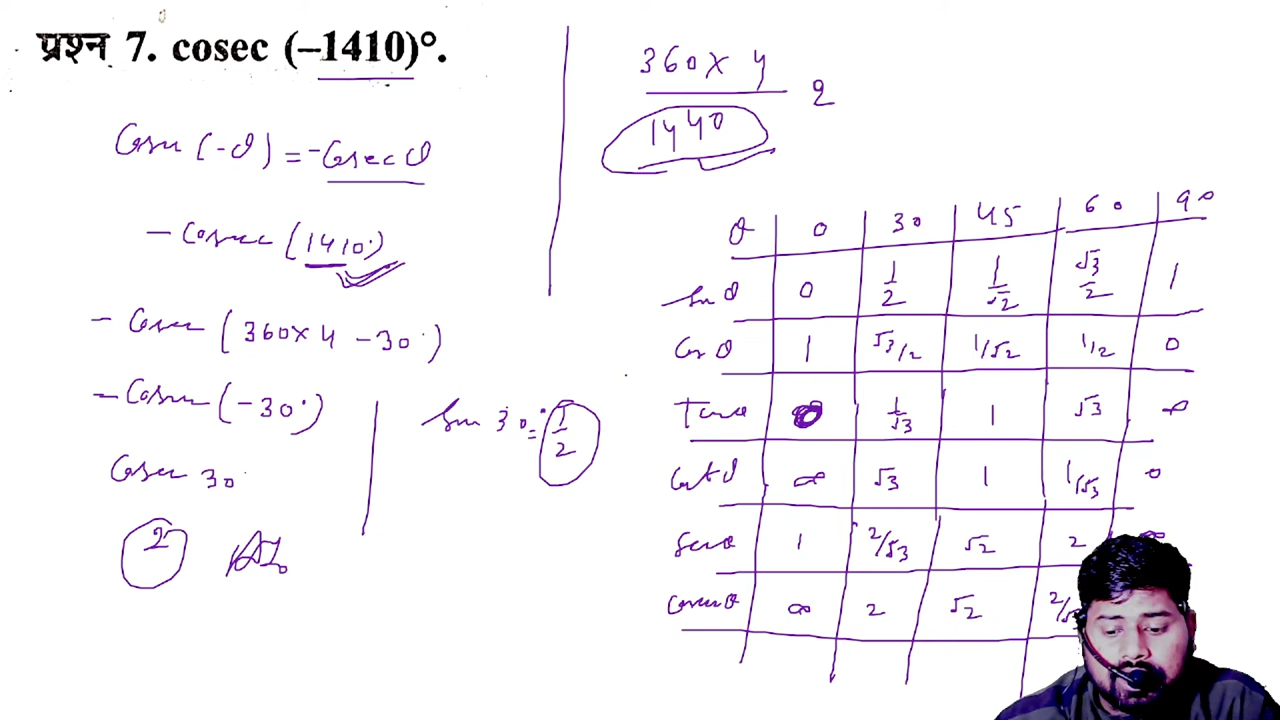 प्रश्न 7. cosec (–1410)°.
Cosec (-θ) = -Cosec θ
- Cosec (1410°)
- Cosec (360×4 - 30°)
- Cosec (-30°)
Cosec 30°
2
Sin 30° = 1/2
360 × 4
1440
2
θ 0 30 45 60 90
Sin θ 0 1/2 1/√2 √3/2 1
Cos θ 1 √3/2 1/√2 1/2 0
Tan θ 0 1/√3 1 √3 ∞
Cot θ ∞ √3 1 1/√3 0
Sec θ 1 2/√3 √2 2 ∞
Cosec θ ∞ 2 √2